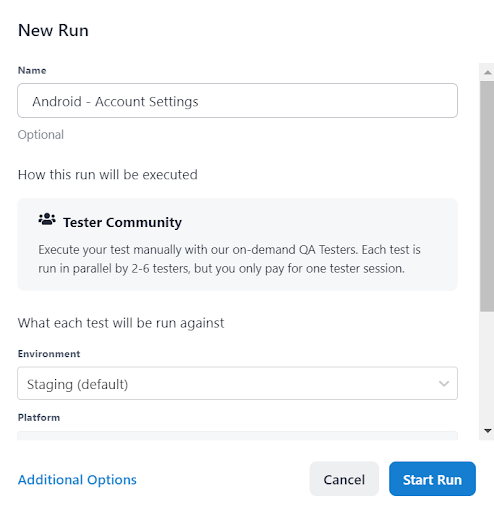 New Run
Name
Android - Account Settings
Optional
How this run will be executed
Tester Community
Execute your test manually with our on-demand QA Testers. Each test is
run in parallel by 2-6 testers, but you only pay for one tester session.
What each test will be run against
Environment
Staging (default)
Platform
Additional Options
Cancel
Start Run